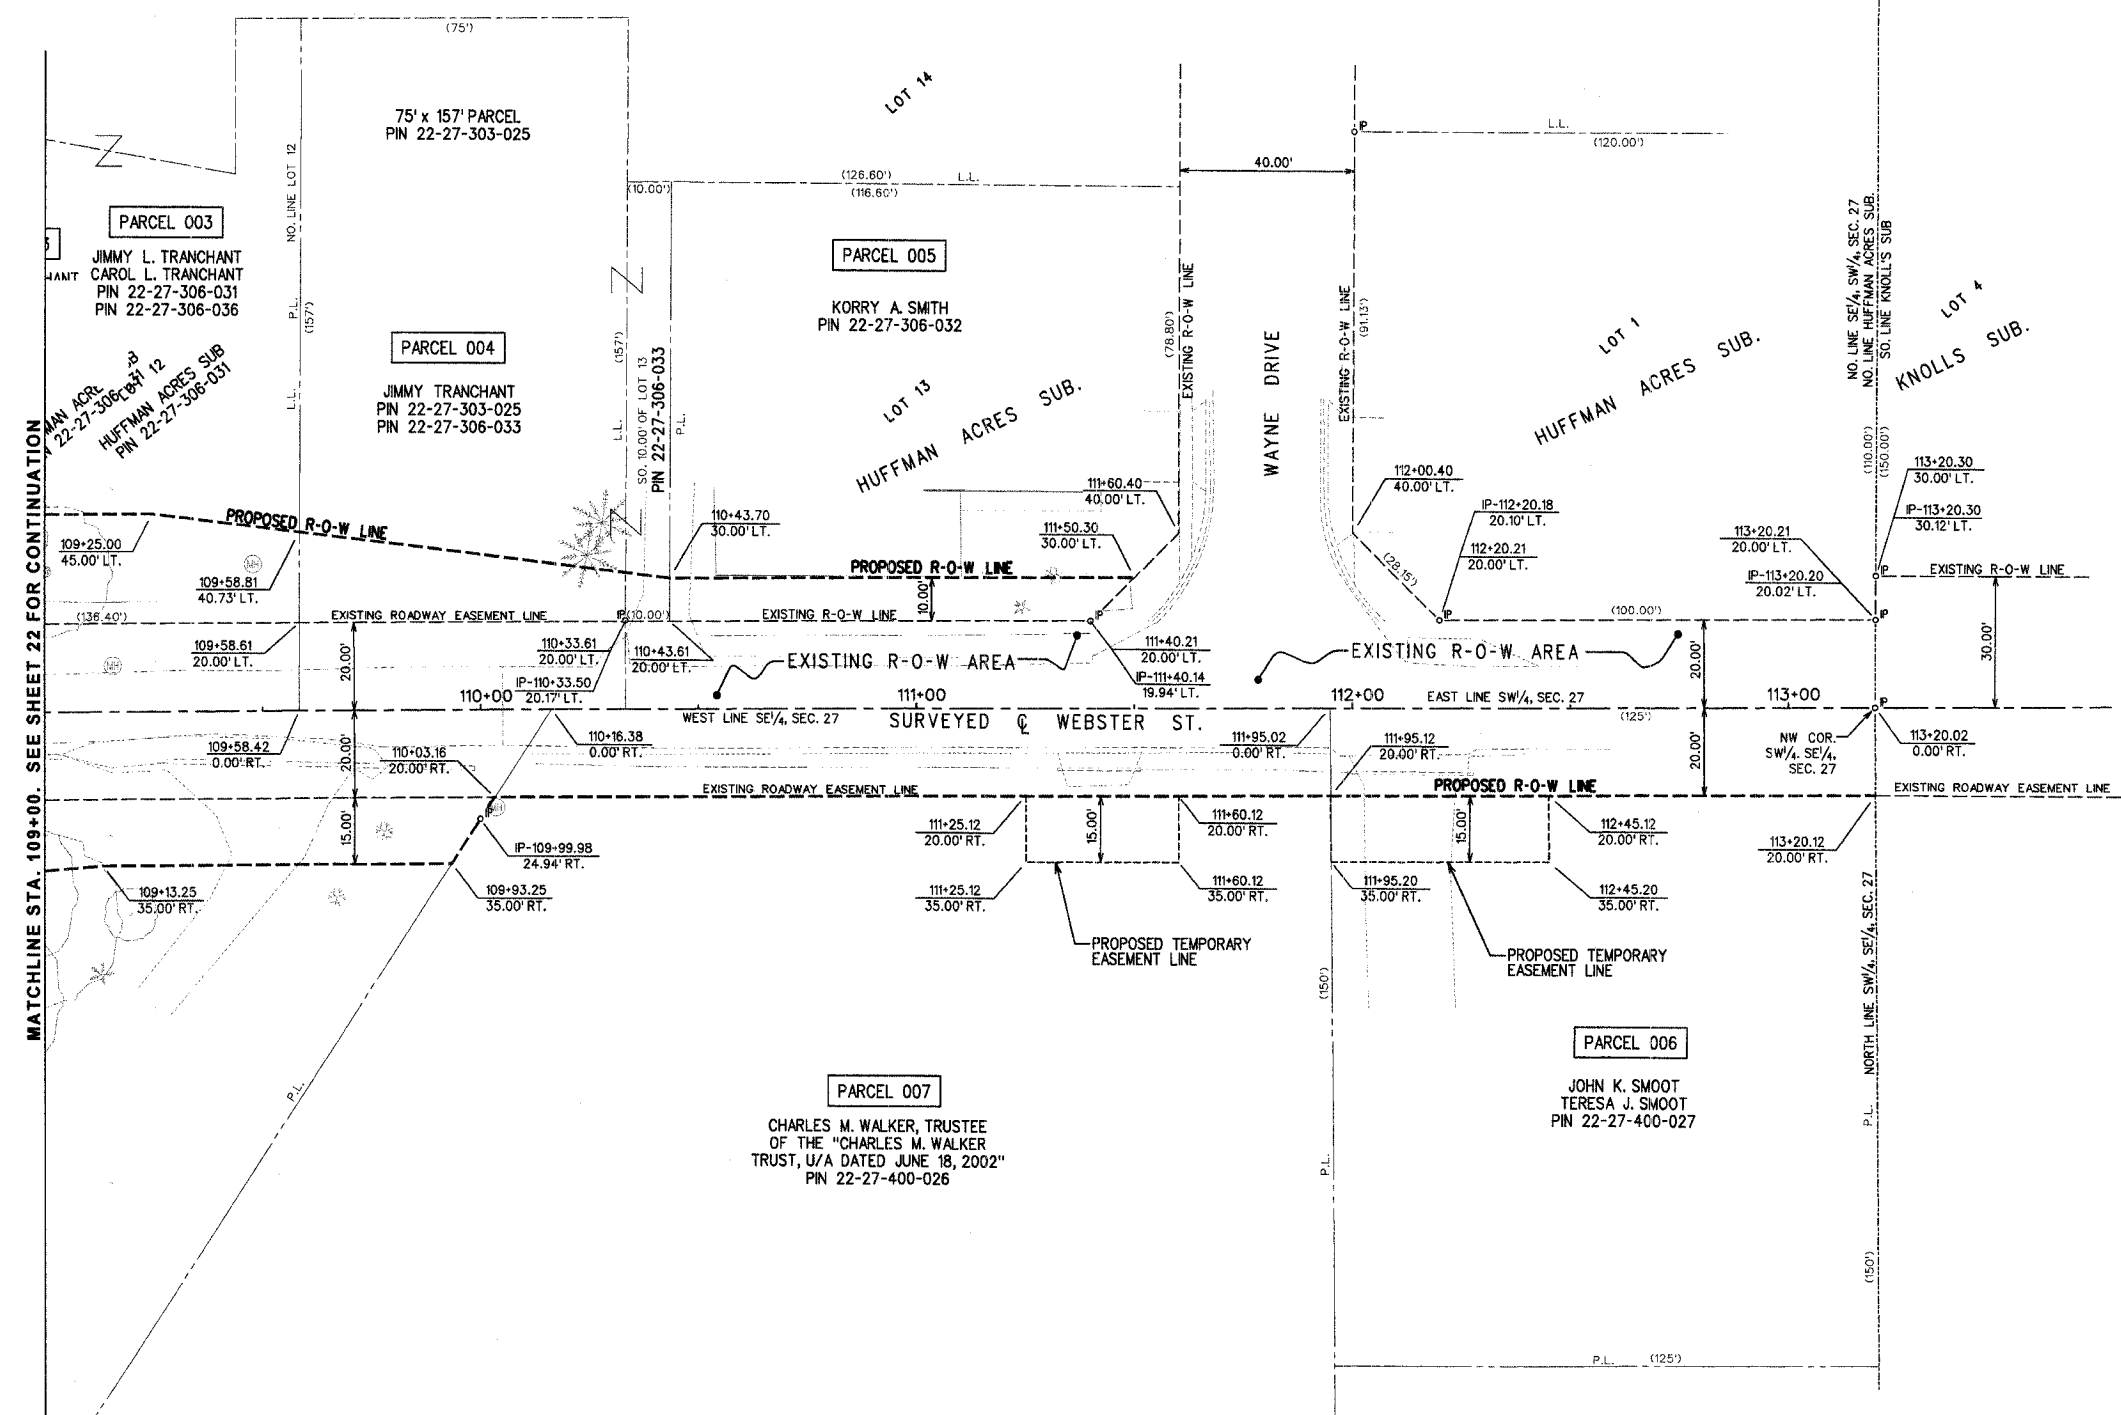 (75')
LOT 14
75' x 157' PARCEL
PIN 22-27-303-025
NO. LINE LOT 12
P.L.
(157')
L.L.
PARCEL 003
JIMMY L. TRANCHANT
CAROL L. TRANCHANT
PIN 22-27-306-031
PIN 22-27-306-036
HUFFMAN ACRES SUB
PIN 22-27-306-031
PARCEL 004
JIMMY TRANCHANT
PIN 22-27-303-025
PIN 22-27-306-033
(10.00')
(126.60')
L.L.
(116.60')
(157')
L.L.
SO. 10.00' OF LOT 13
PIN 22-27-306-033
P.L.
PARCEL 005
KORRY A. SMITH
PIN 22-27-306-032
LOT 13
HUFFMAN ACRES SUB.
(78.80')
EXISTING R-O-W LINE
40.00'
WAYNE DRIVE
EXISTING R-O-W LINE
(91.13')
IP
L.L.
(120.00')
LOT 1
HUFFMAN ACRES SUB.
NO. LINE SE1/4, SW1/4, SEC. 27
NO. LINE HUFFMAN ACRES SUB.
SO. LINE KNOLL'S SUB
LOT 4
KNOLLS SUB.
(110.00')
(150.00')
MATCHLINE STA. 109+00. SEE SHEET 22 FOR CONTINUATION
PROPOSED R-O-W LINE
109+25.00
45.00' LT.
109+58.81
40.73' LT.
MH
110+43.70
30.00' LT.
111+60.40
40.00' LT.
111+50.30
30.00' LT.
PROPOSED R-O-W LINE
10.00'
112+00.40
40.00' LT.
IP-112+20.18
20.10' LT.
112+20.21
20.00' LT.
(28.15')
113+20.30
30.00' LT.
IP-113+20.30
30.12' LT.
113+20.21
20.00' LT.
IP-113+20.20
20.02' LT.
IP
EXISTING R-O-W LINE
(136.40')
EXISTING ROADWAY EASEMENT LINE
IP
(10.00')
EXISTING R-O-W LINE
IP
IP
(100.00')
IP
109+58.61
20.00' LT.
MH
20.00'
110+33.61
20.00' LT.
110+43.61
20.00' LT.
IP-110+33.50
20.17' LT.
EXISTING R-O-W AREA
111+40.21
20.00' LT.
IP-111+40.14
19.94' LT.
EXISTING R-O-W AREA
20.00'
30.00'
110+00
111+00
112+00
113+00
EAST LINE SW1/4, SEC. 27
WEST LINE SE1/4, SEC. 27
SURVEYED ℄ WEBSTER ST.
(125')
IP
109+58.42
0.00' RT.
20.00'
110+03.16
20.00' RT.
110+16.38
0.00' RT.
111+95.02
0.00' RT.
111+95.12
20.00' RT.
20.00'
NW COR.
SW1/4. SE1/4,
SEC. 27
113+20.02
0.00' RT.
EXISTING ROADWAY EASEMENT LINE
PROPOSED R-O-W LINE
EXISTING ROADWAY EASEMENT LINE
15.00'
MH
IP
IP-109+99.98
24.94' RT.
111+25.12
20.00' RT.
15.00'
111+60.12
20.00' RT.
15.00'
112+45.12
20.00' RT.
113+20.12
20.00' RT.
109+13.25
35.00' RT.
109+93.25
35.00' RT.
111+25.12
35.00' RT.
111+60.12
35.00' RT.
111+95.20
35.00' RT.
112+45.20
35.00' RT.
PROPOSED TEMPORARY
EASEMENT LINE
PROPOSED TEMPORARY
EASEMENT LINE
P.L.
(150')
P.L.
PARCEL 007
CHARLES M. WALKER, TRUSTEE
OF THE "CHARLES M. WALKER
TRUST, U/A DATED JUNE 18, 2002"
PIN 22-27-400-026
PARCEL 006
JOHN K. SMOOT
TERESA J. SMOOT
PIN 22-27-400-027
NORTH LINE SW1/4, SE1/4, SEC. 27
P.L.
(150')
P.L. (125')